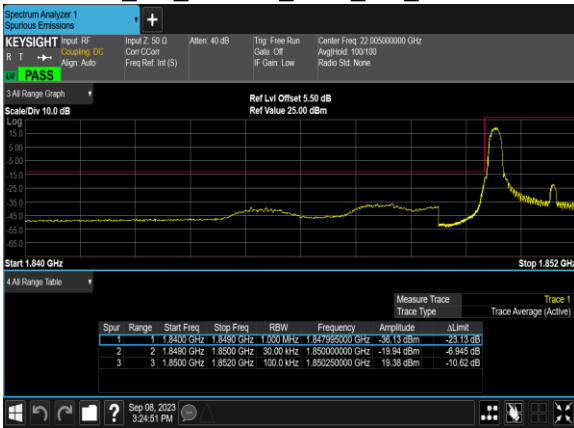 Spectrum Analyzer 1
Spurious Emissions
+
KEYSIGHT Input: RF Input Z: 50 Ω Atten: 40 dB Trig: Free Run Center Freq: 22.005000000 GHz
R T Coupling: DC Corr CCorr Gate: Off Avg|Hold: 100/100
Align: Auto Freq Ref: Int (S) IF Gain: Low Radio Std: None
PASS
3 All Range Graph
Ref Lvl Offset 5.50 dB
Scale/Div 10.0 dB Ref Value 25.00 dBm
Log
15.0
5.00
-5.00
-15.0
-25.0
-35.0
-45.0
-55.0
-65.0
Start 1.840 GHz Stop 1.852 GHz
4 All Range Table
Measure Trace Trace 1
Trace Type Trace Average (Active)
Spur Range Start Freq Stop Freq RBW Frequency Amplitude ΔLimit
1 1 1.8400 GHz 1.8490 GHz 1.000 MHz 1.847995000 GHz -36.13 dBm -23.13 dB
2 2 1.8490 GHz 1.8500 GHz 30.00 kHz 1.850000000 GHz -19.94 dBm -6.945 dB
3 3 1.8500 GHz 1.8520 GHz 100.0 kHz 1.850250000 GHz 19.38 dBm -10.62 dB
? Sep 08, 2023
3:24:51 PM